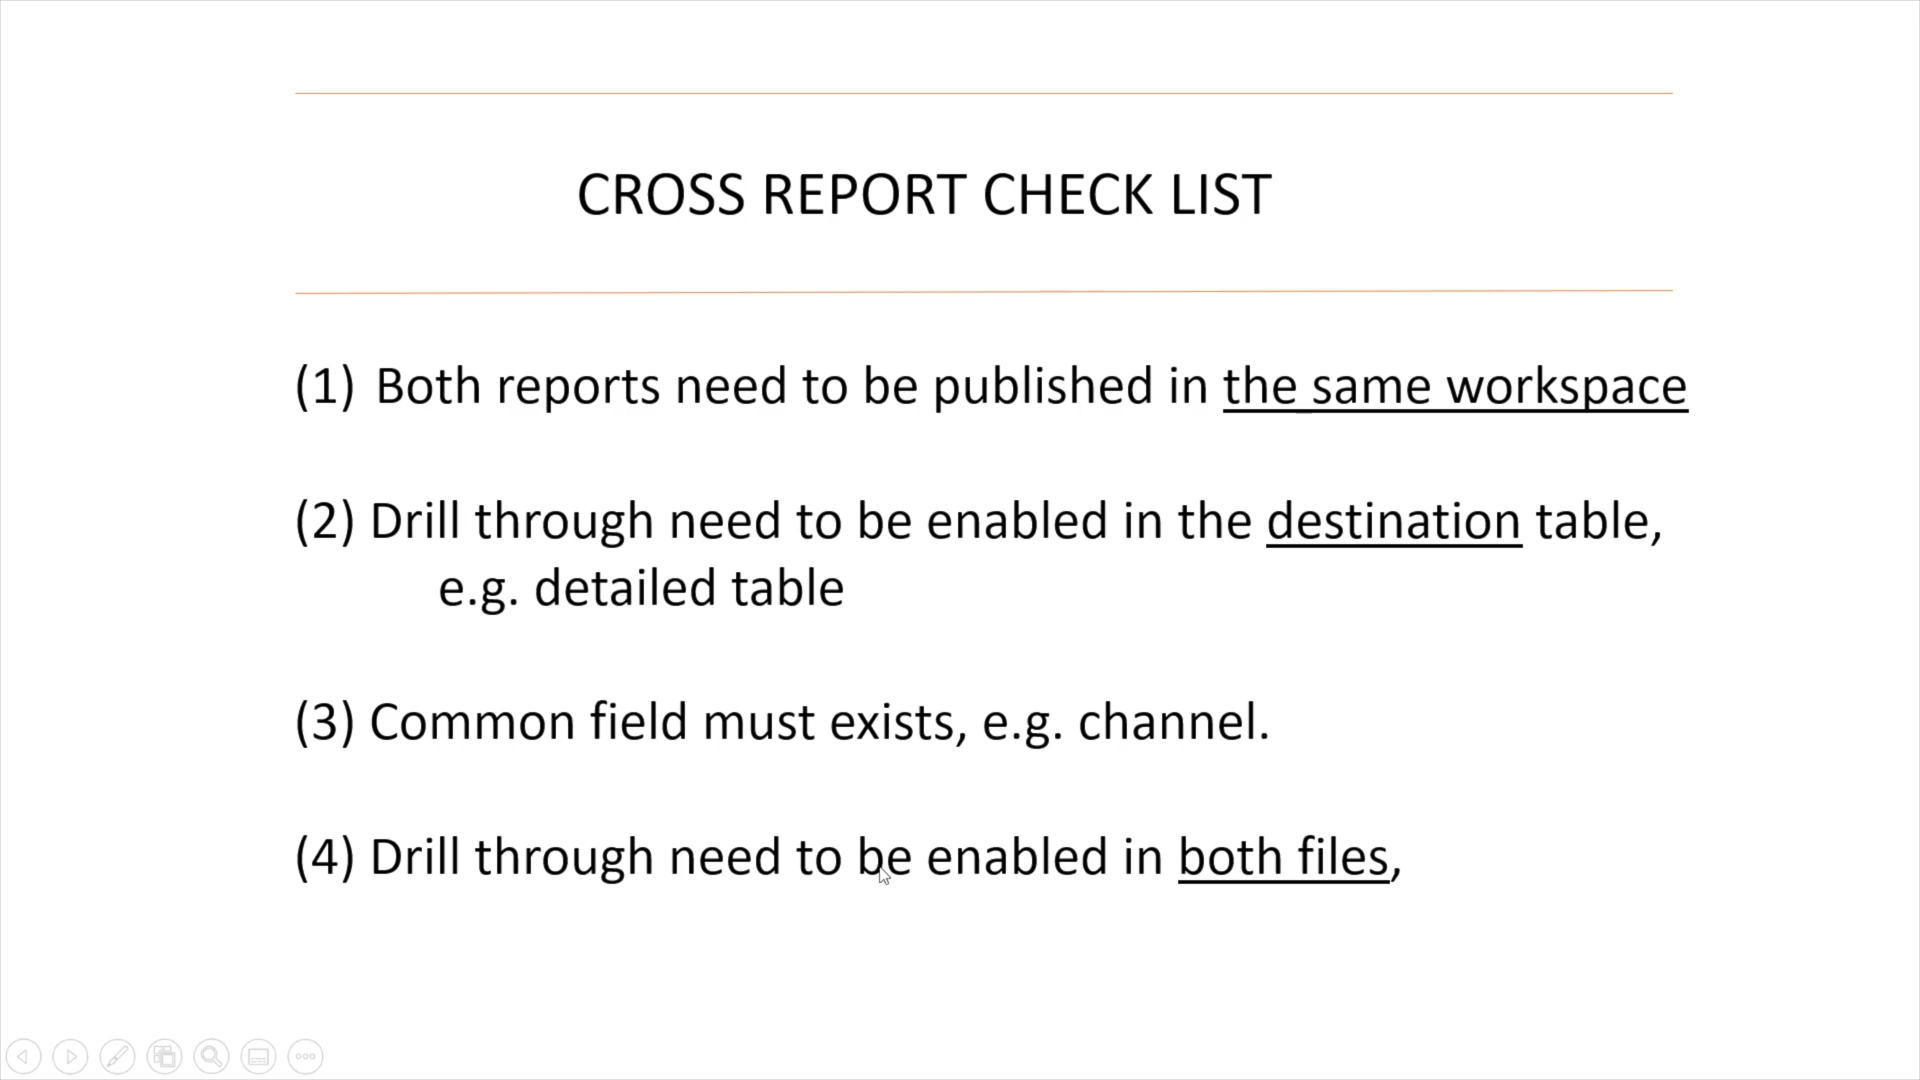 CROSS REPORT CHECK LIST
(1) Both reports need to be published in the same workspace
(2) Drill through need to be enabled in the destination table,
e.g. detailed table
(3) Common field must exists, e.g. channel.
(4) Drill through need to be enabled in both files,